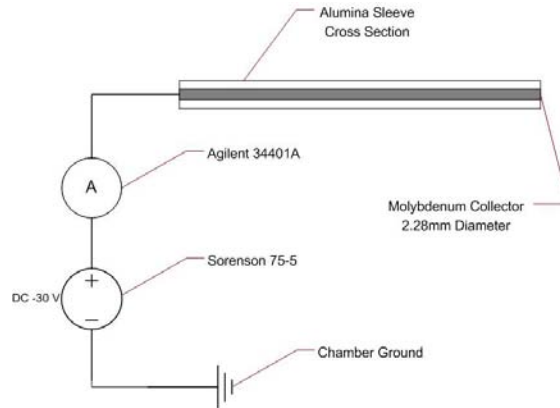 Alumina Sleeve
Cross Section
Agilent 34401A
A
Molybdenum Collector
2.28mm Diameter
Sorenson 75-5
+
DC -30 V
—
Chamber Ground